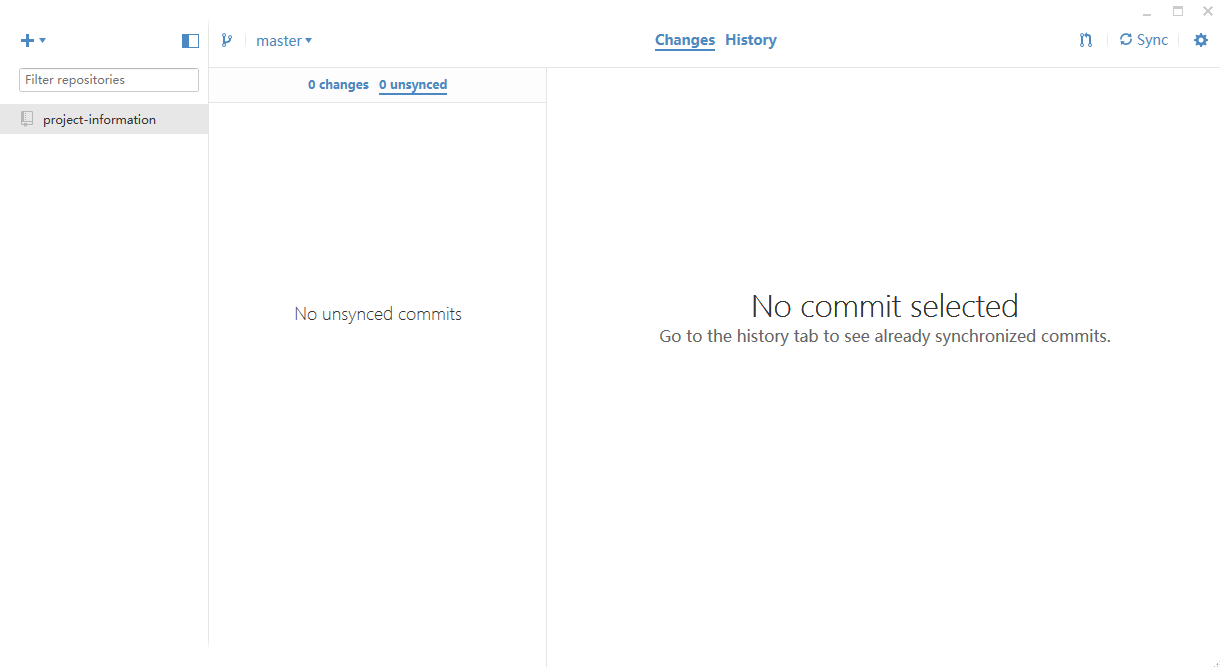 master
Changes History
Sync
Filter repositories
0 changes 0 unsynced
project-information
No unsynced commits
No commit selected
Go to the history tab to see already synchronized commits.